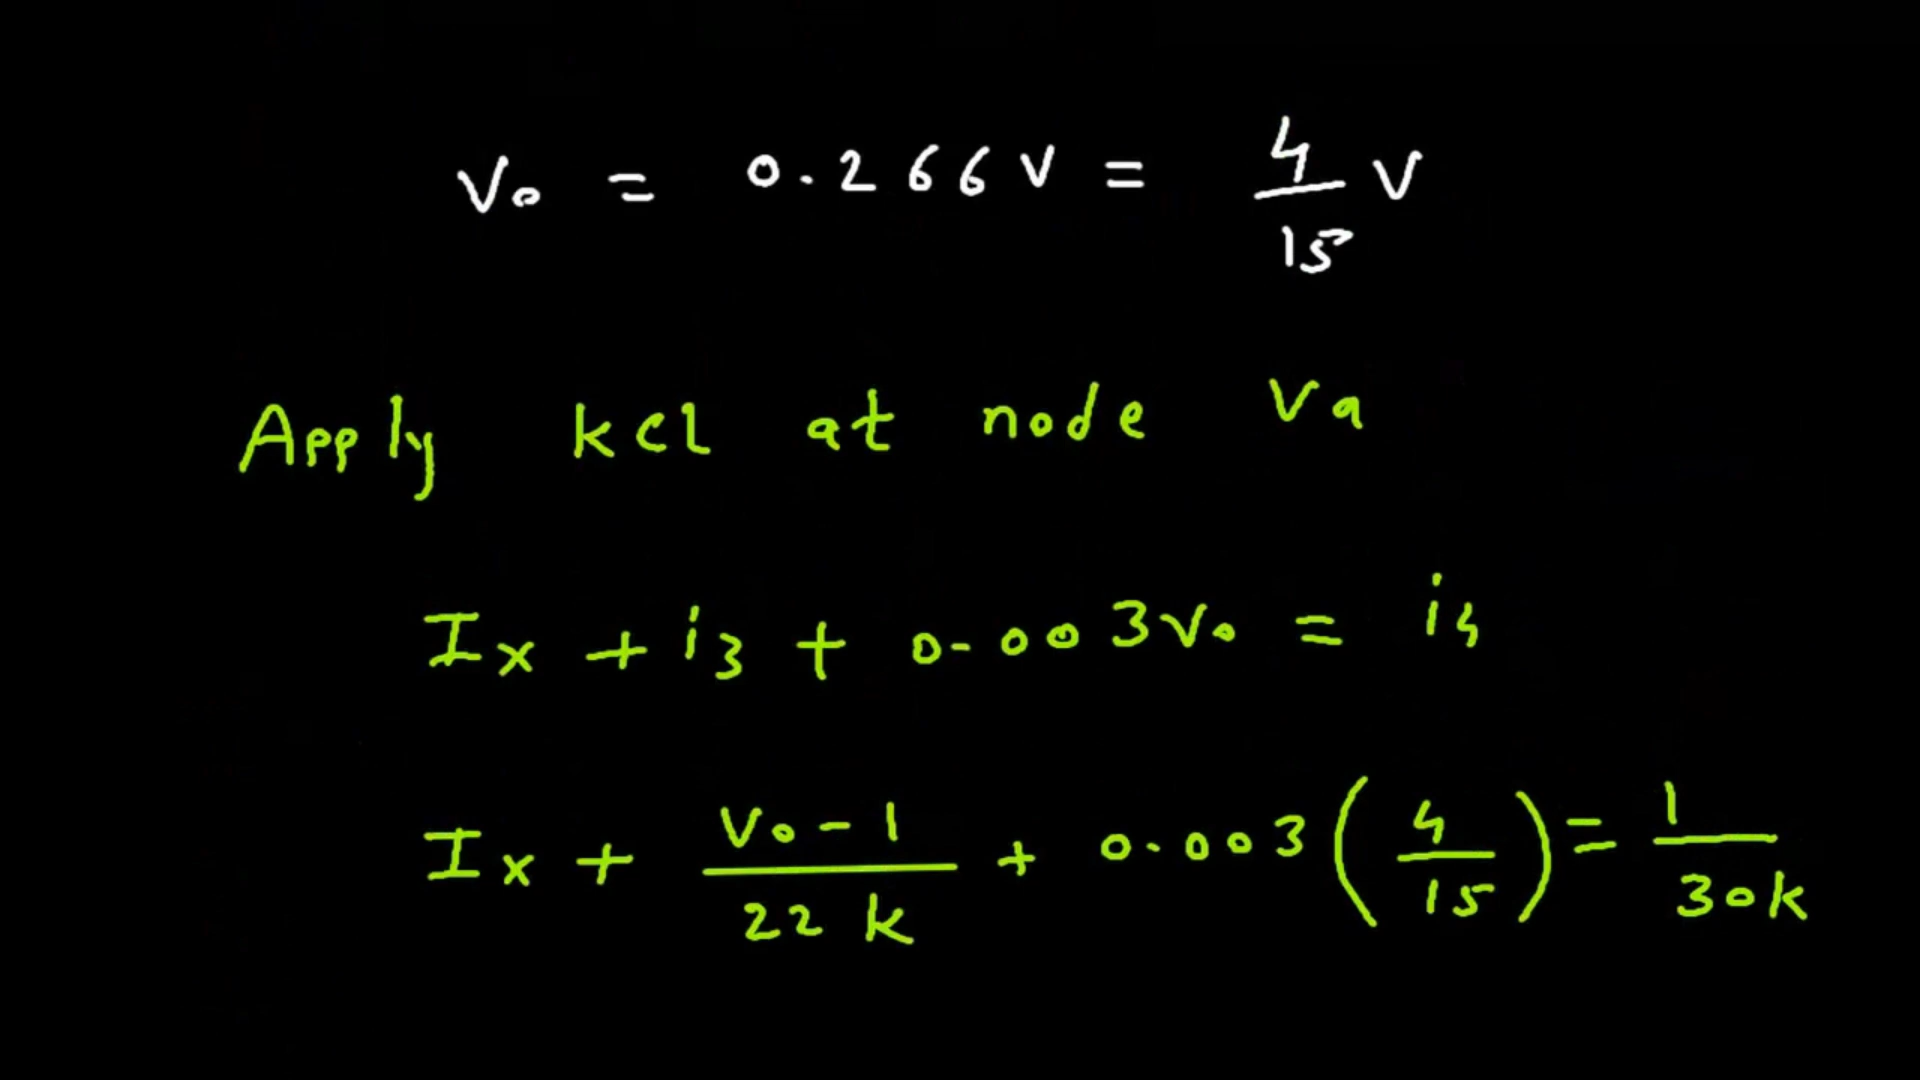 Vo = 0.266 V = 4/15 V
Apply kcl at node Va
Ix + i3 + 0.003Vo = i4
Ix + Vo-1/22 k + 0.003(4/15) = 1/30k